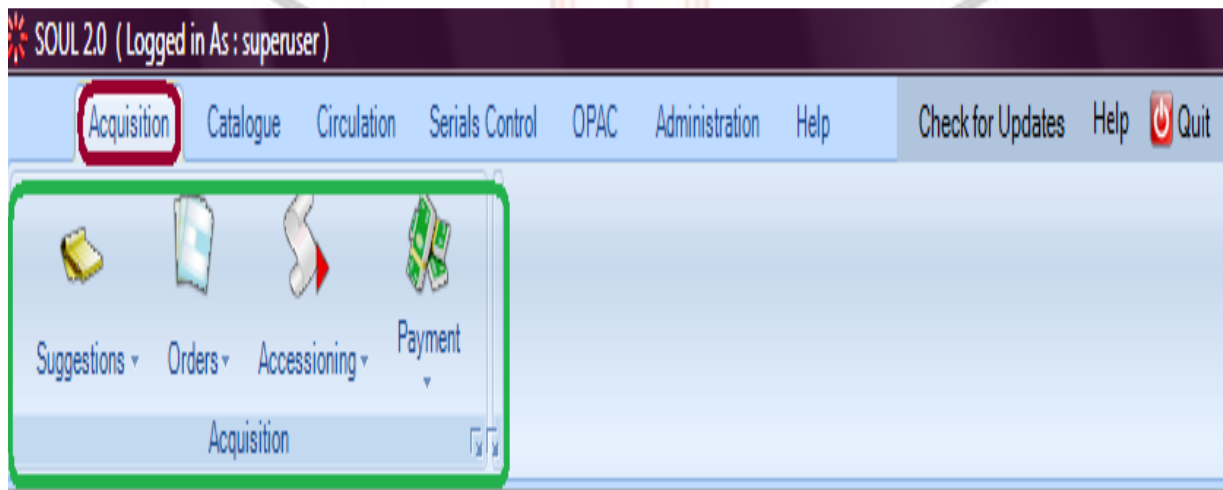 SOUL 2.0 ( Logged in As : superuser )
Acquisition Catalogue Circulation Serials Control OPAC Administration Help Check for Updates Help Quit
Suggestions Orders Accessioning Payment
Acquisition